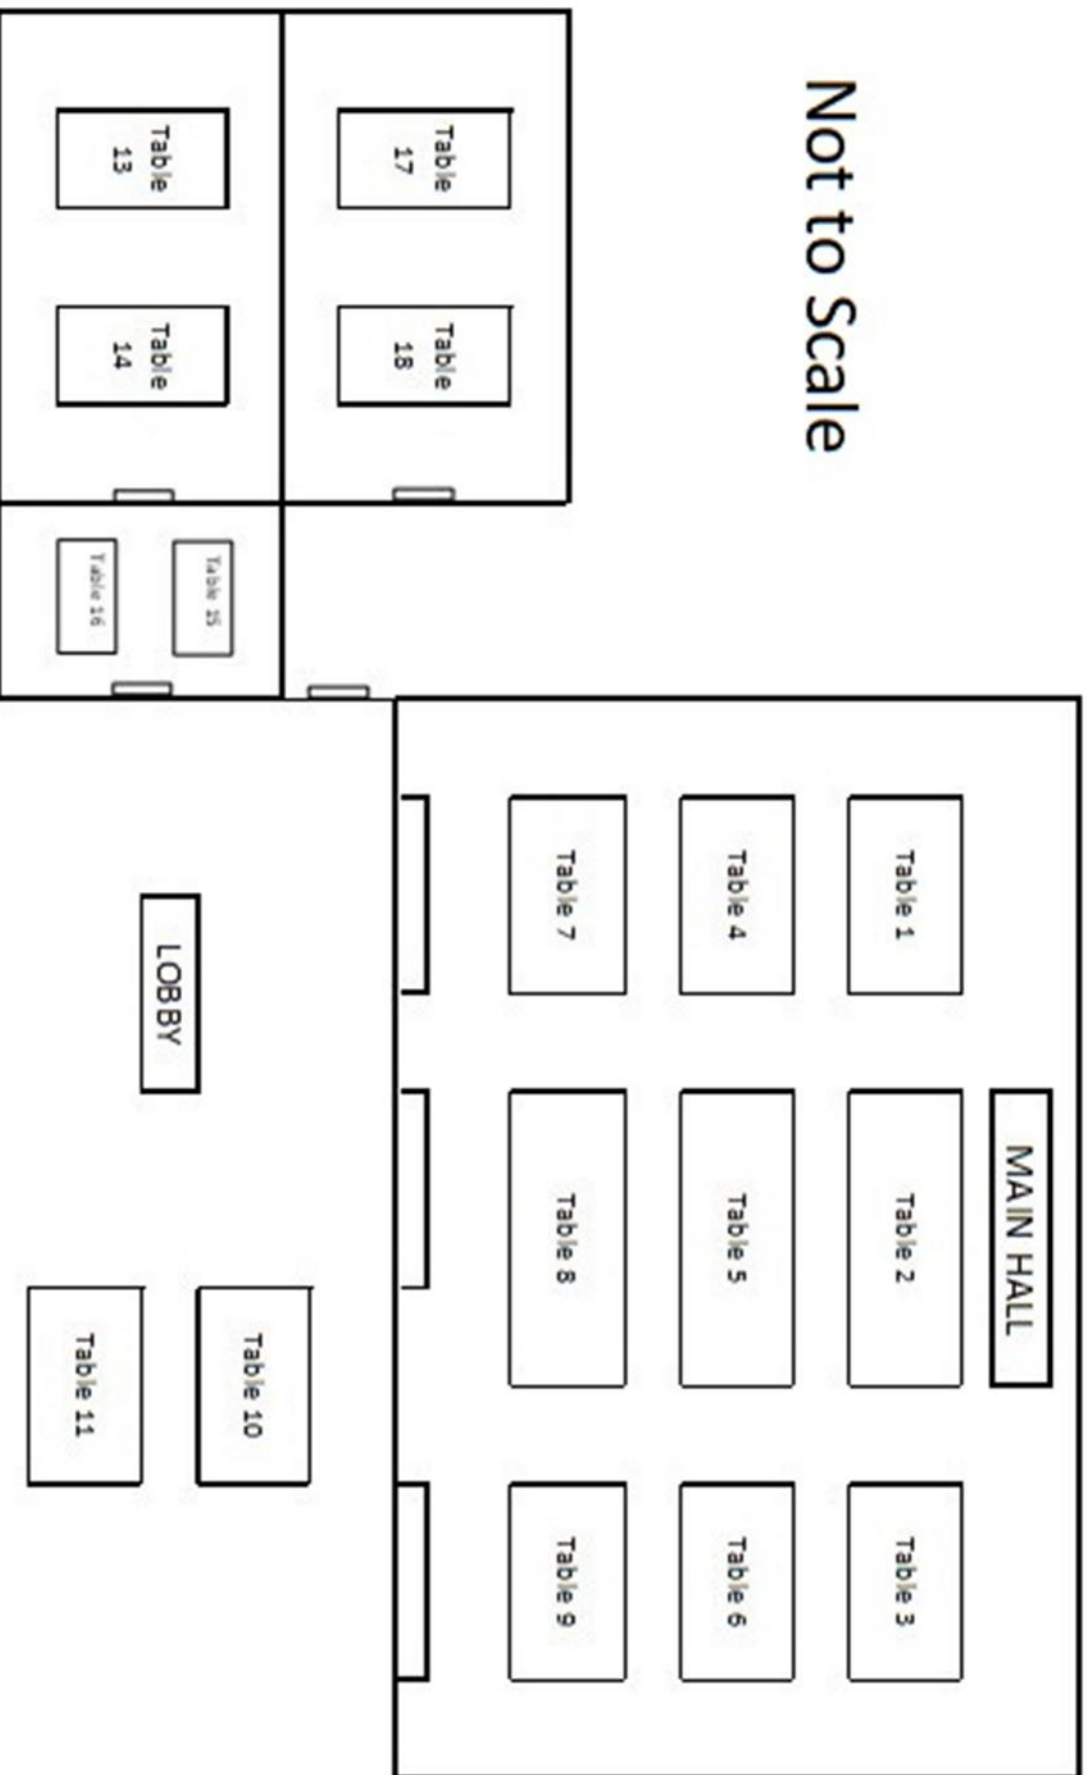 MAIN HALL
Not to Scale
Table 1
Table 2
Table 3
Table 4
Table 5
Table 6
Table 7
Table 8
Table 9
Table
17
Table
18
Table 10
Table 15
Table
13
Table
14
LOBBY
Table 16
Table 11